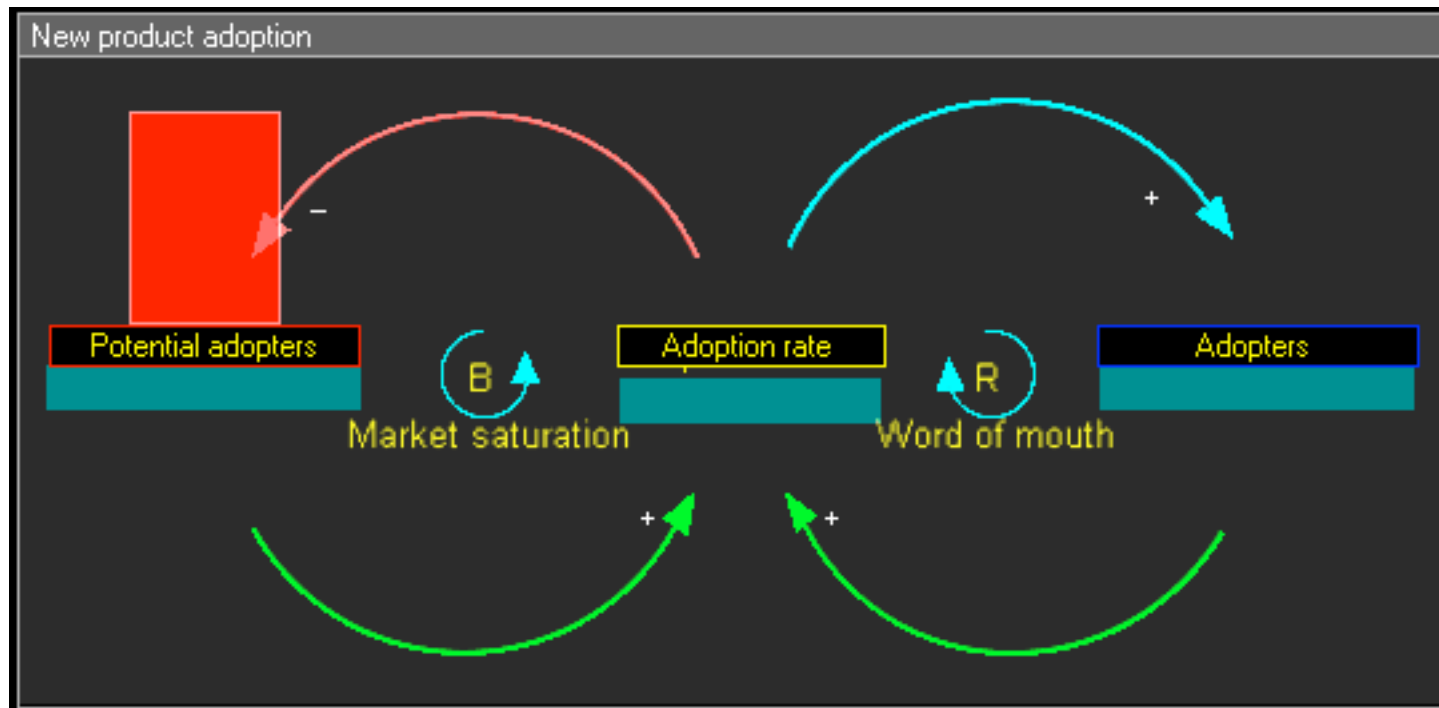 New product adoption
–
+
Potential adopters
Adoption rate
Adopters
B
R
Market saturation
Word of mouth
+
+